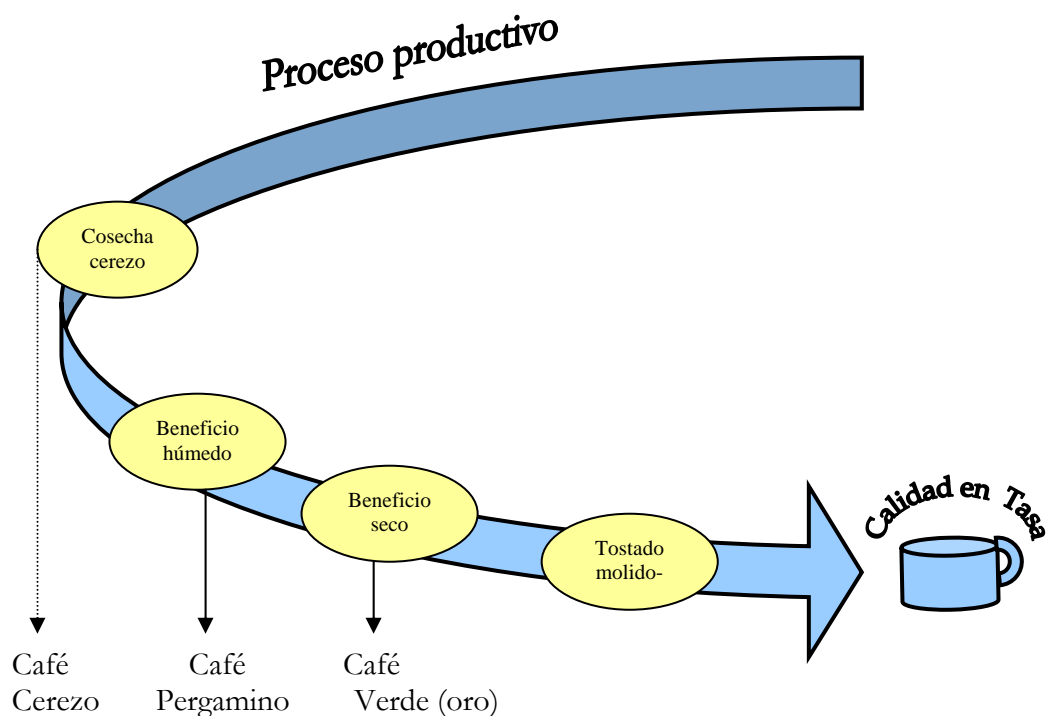 Proceso productivo
Cosecha
cerezo
Beneficio
húmedo
Beneficio
seco
Tostado
molido-
Calidad en Tasa
Café
Cerezo
Café
Pergamino
Café
Verde (oro)